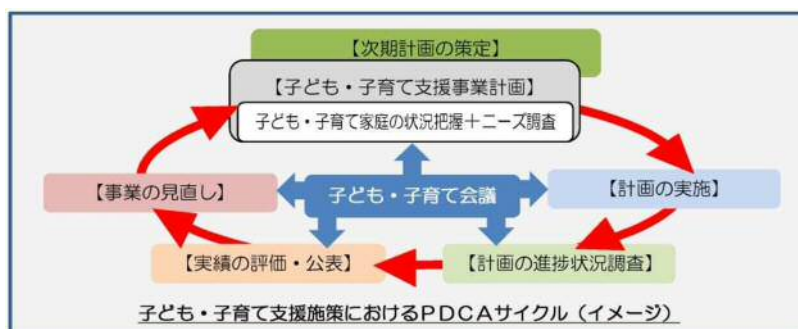 【次期計画の策定】
【子ども・子育て支援事業計画】
子ども・子育て家庭の状況把握＋ニーズ調査
【事業の見直し】
子ども・子育て会議
【計画の実施】
【実績の評価・公表】
【計画の進捗状況調査】
子ども・子育て支援施策におけるＰＤＣＡサイクル（イメージ）